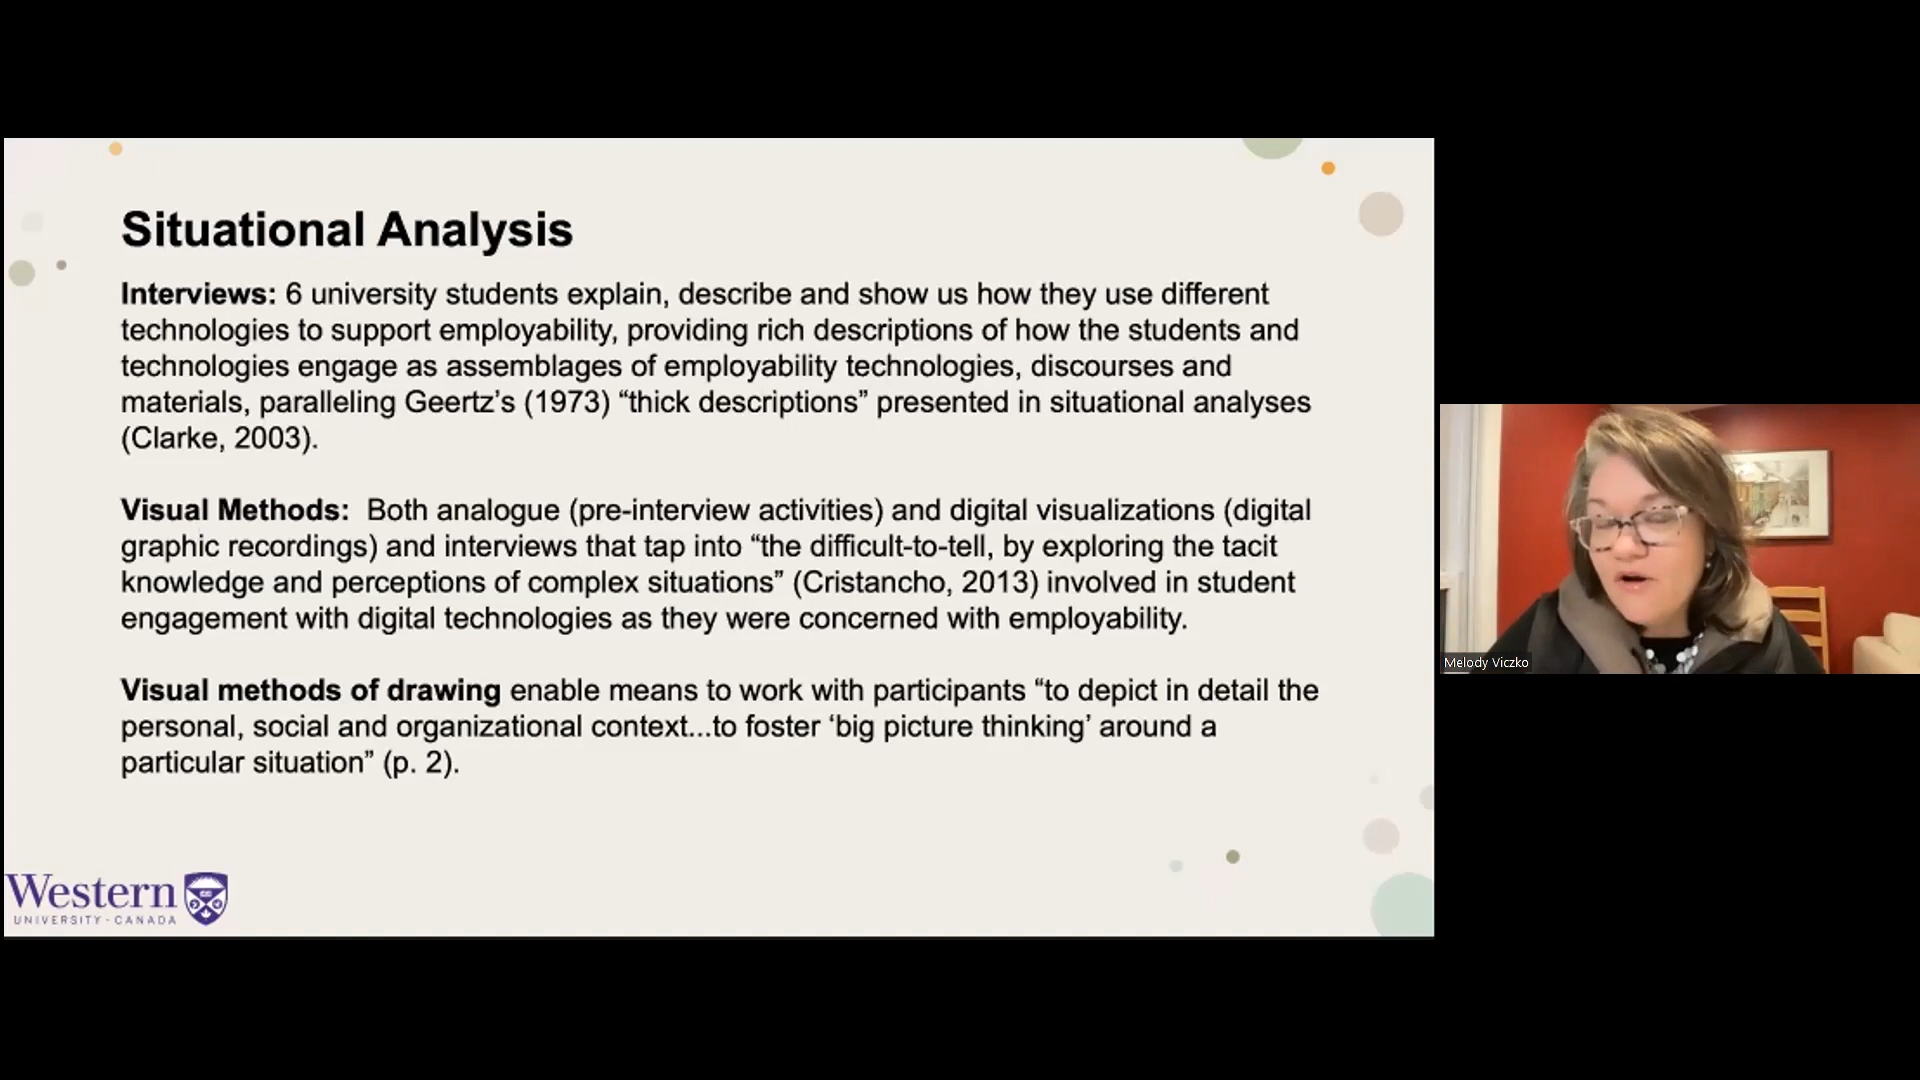 Situational Analysis
Interviews: 6 university students explain, describe and show us how they use different
technologies to support employability, providing rich descriptions of how the students and
technologies engage as assemblages of employability technologies, discourses and
materials, paralleling Geertz’s (1973) “thick descriptions” presented in situational analyses
(Clarke, 2003).
Visual Methods:  Both analogue (pre-interview activities) and digital visualizations (digital
graphic recordings) and interviews that tap into “the difficult-to-tell, by exploring the tacit
knowledge and perceptions of complex situations” (Cristancho, 2013) involved in student
engagement with digital technologies as they were concerned with employability.
Visual methods of drawing enable means to work with participants “to depict in detail the
personal, social and organizational context...to foster ‘big picture thinking’ around a
particular situation” (p. 2).
Western
UNIVERSITY · CANADA
Melody Viczko